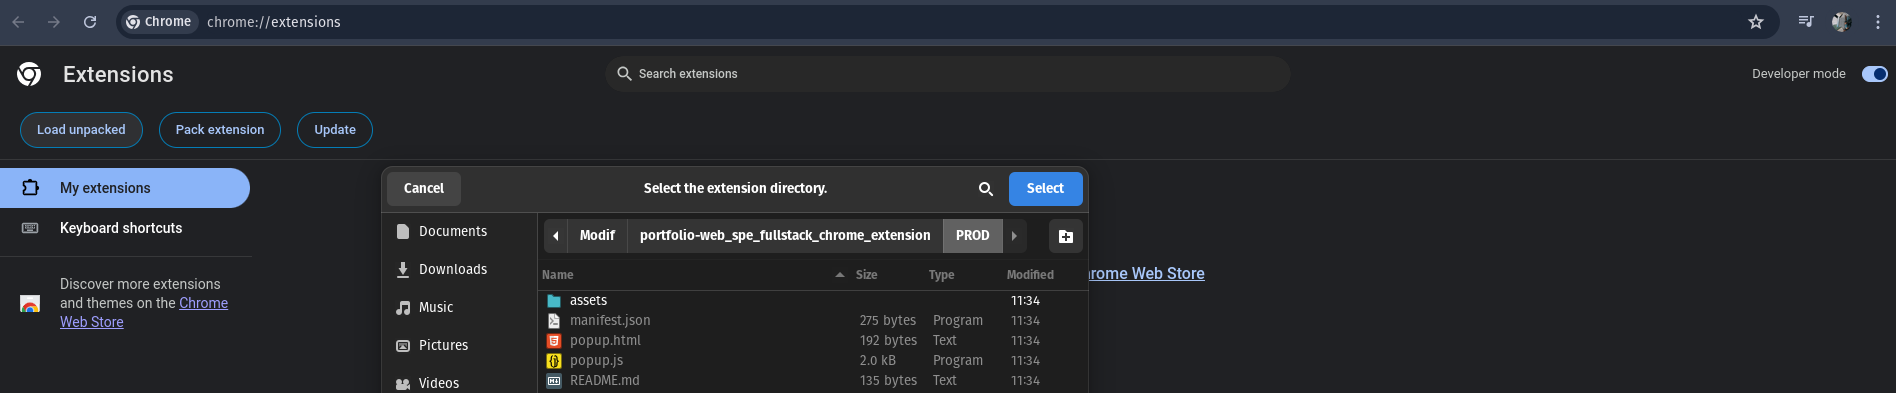 Chrome
chrome://extensions
Extensions
Search extensions
Developer mode
Load unpacked
Pack extension
Update
My extensions
Keyboard shortcuts
Discover more extensions
and themes on the Chrome
Web Store
Cancel
Select the extension directory.
Select
Documents
Downloads
Music
Pictures
Videos
Modif
portfolio-web_spe_fullstack_chrome_extension
PROD
Name Size Type Modified
assets 11:34
manifest.json 275 bytes Program 11:34
popup.html 192 bytes Text 11:34
popup.js 2.0 kB Program 11:34
README.md 135 bytes Text 11:34
hrome Web Store